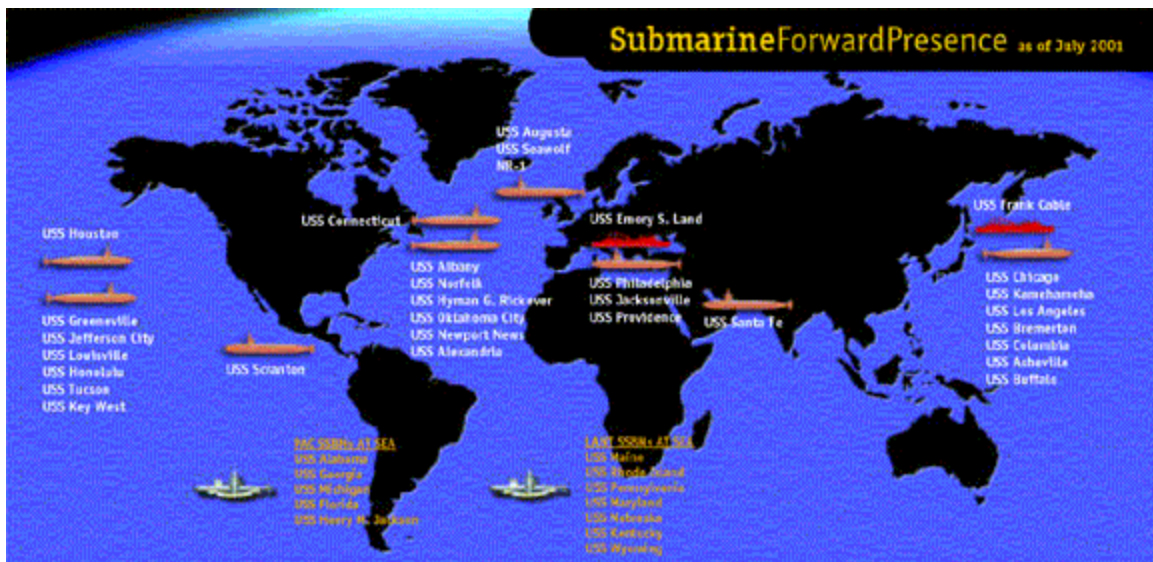 SubmarineForwardPresence as of July 2001
USS Augusta
USS Seawolf
NR-1
USS Connecticut
USS Emory S. Land
USS Frank Cable
USS Houston
USS Albany
USS Norfolk
USS Hyman G. Rickover
USS Oklahoma City
USS Newport News
USS Alexandria
USS Philadelphia
USS Jacksonville
USS Providence
USS Santa Fe
USS Chicago
USS Kamehameha
USS Los Angeles
USS Bremerton
USS Columbia
USS Asheville
USS Buffalo
USS Greeneville
USS Jefferson City
USS Louisville
USS Honolulu
USS Tucson
USS Key West
USS Scranton
PAC SSBNs AT SEA
USS Alabama
USS Georgia
USS Michigan
USS Florida
USS Henry M. Jackson
LANT SSBNs AT SEA
USS Maine
USS Rhode Island
USS Pennsylvania
USS Maryland
USS Nebraska
USS Kentucky
USS Wyoming